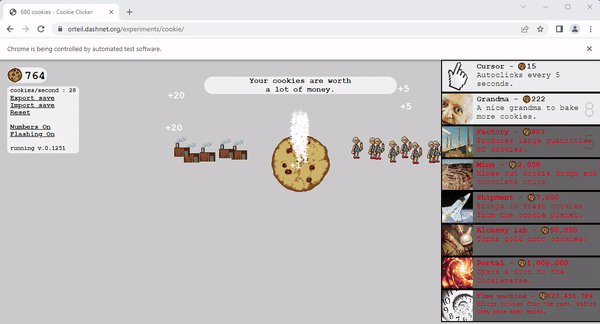 680 cookies - Cookie Clicker
orteil.dashnet.org/experiments/cookie/
Chrome is being controlled by automated test software.
764
cookies/second : 28
Export save
Import save
Reset
Numbers On
Flashing On
running v.0.1251
+20
+20
Your cookies are worth
a lot of money.
+5
+5
Cursor - 15
Autoclicks every 5
seconds.
Grandma - 222
A nice grandma to bake
more cookies.
Factory - 807
Produces large quantities
of cookies.
Mine - 2,000
Mines out cookie dough and
chocolate chips.
Shipment - 7,000
Brings in fresh cookies
from the cookie planet.
Alchemy lab - 50,000
Turns gold into cookies!
Portal - 1,000,000
Opens a door to the
Cookieverse.
Time machine - 123,456,789
Brings cookies from the past, before
they were even eaten.